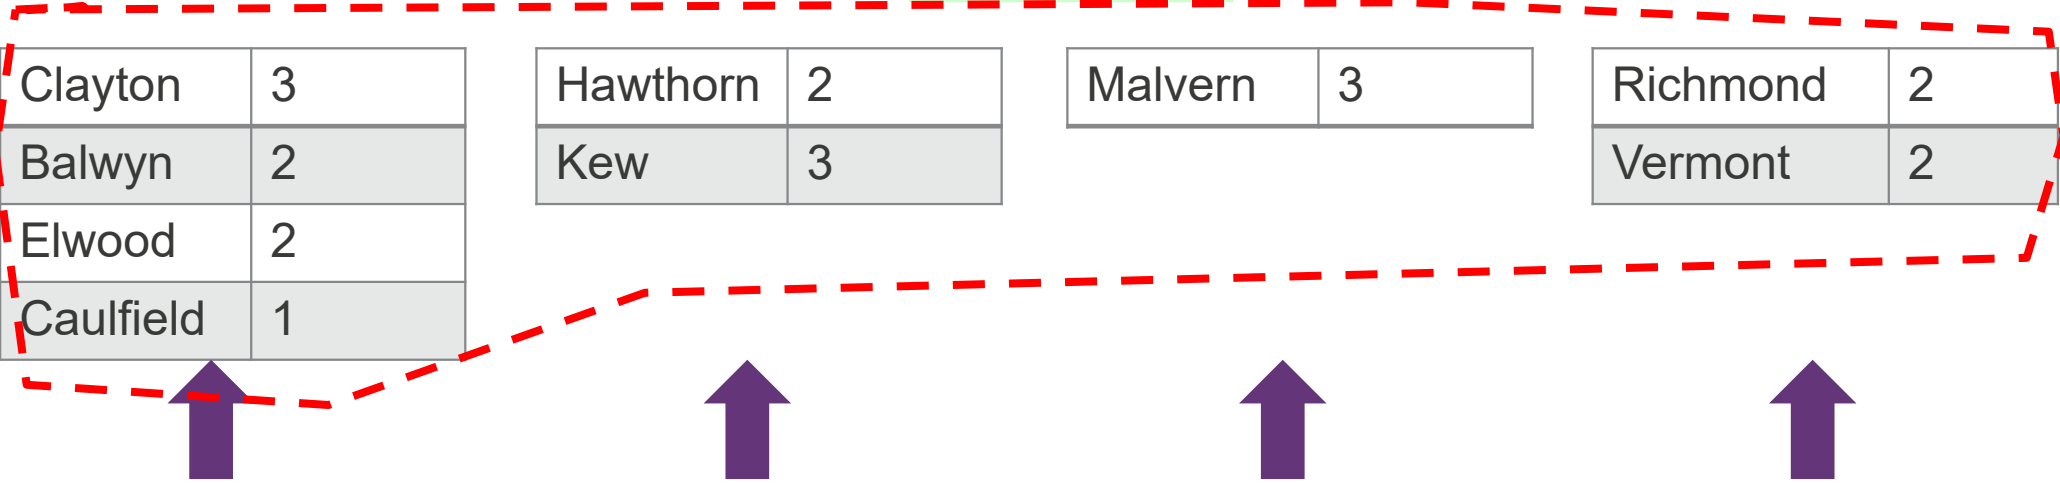 Clayton 3
Balwyn 2
Elwood 2
Caulfield 1
Hawthorn 2
Kew 3
Malvern 3
Richmond 2
Vermont 2